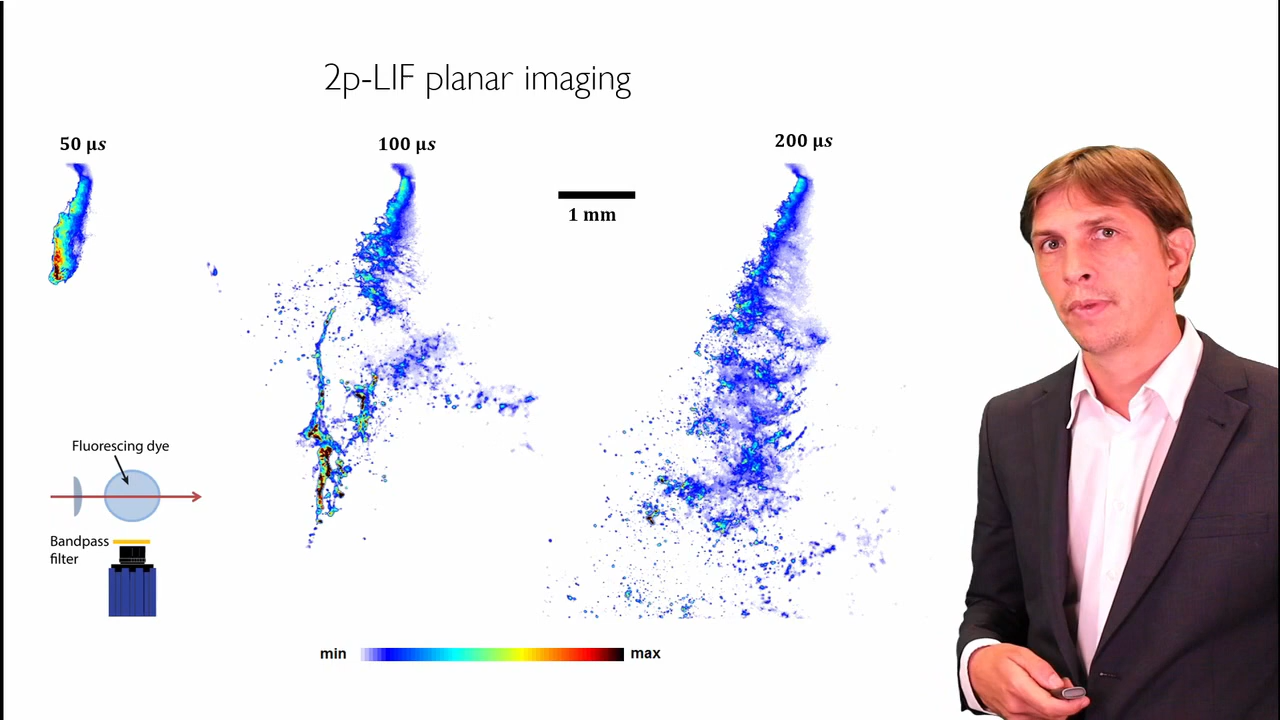 2p-LIF planar imaging
50 μs
100 μs
200 μs
1 mm
Fluorescing dye
Bandpass
filter
min
max